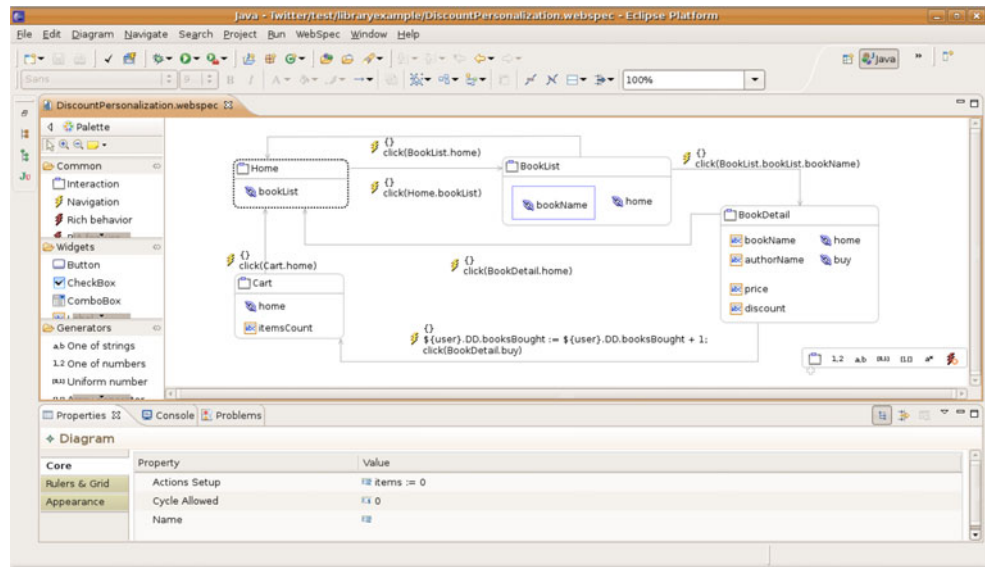 Java - Twitter/test/libraryexample/DiscountPersonalization.webspec - Eclipse Platform
File Edit Diagram Navigate Search Project Run WebSpec Window Help
Java »
Sans 9 B I A 100%
DiscountPersonalization.webspec
Palette
Common
Interaction
Navigation
Rich behavior
Widgets
Button
CheckBox
ComboBox
Generators
a.b One of strings
1.2 One of numbers
Uniform number
{}
click(BookList.home)
Home
bookList
{}
click(Home.bookList)
BookList
bookName
home
{}
click(BookList.bookList.bookName)
BookDetail
bookName home
authorName buy
price
discount
{}
click(Cart.home)
{}
click(BookDetail.home)
Cart
home
itemsCount
{}
${user}.DD.booksBought := ${user}.DD.booksBought + 1;
click(BookDetail.buy)
1,2 a.b
Properties Console Problems
Diagram
Core
Rulers & Grid
Appearance
Property Value
Actions Setup items := 0
Cycle Allowed 0
Name